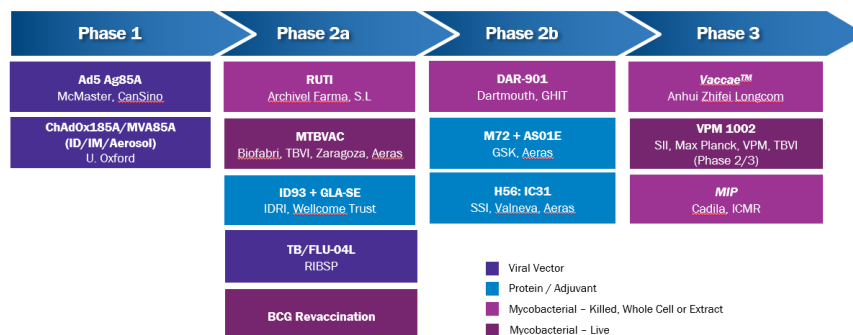 Phase 1
Phase 2a
Phase 2b
Phase 3
Ad5 Ag85A
McMaster, CanSino
ChAdOx185A/MVA85A
(ID/IM/Aerosol)
U. Oxford
RUTI
Archivel Farma, S.L
MTBVAC
Biofabri, TBVI, Zaragoza, Aeras
ID93 + GLA-SE
IDRI, Wellcome Trust
TB/FLU-04L
RIBSP
BCG Revaccination
DAR-901
Dartmouth, GHIT
M72 + AS01E
GSK, Aeras
H56: IC31
SSI, Valneva, Aeras
Vaccae™
Anhui Zhifei Longcom
VPM 1002
SII, Max Planck, VPM, TBVI
(Phase 2/3)
MIP
Cadila, ICMR
Viral Vector
Protein / Adjuvant
Mycobacterial – Killed, Whole Cell or Extract
Mycobacterial – Live